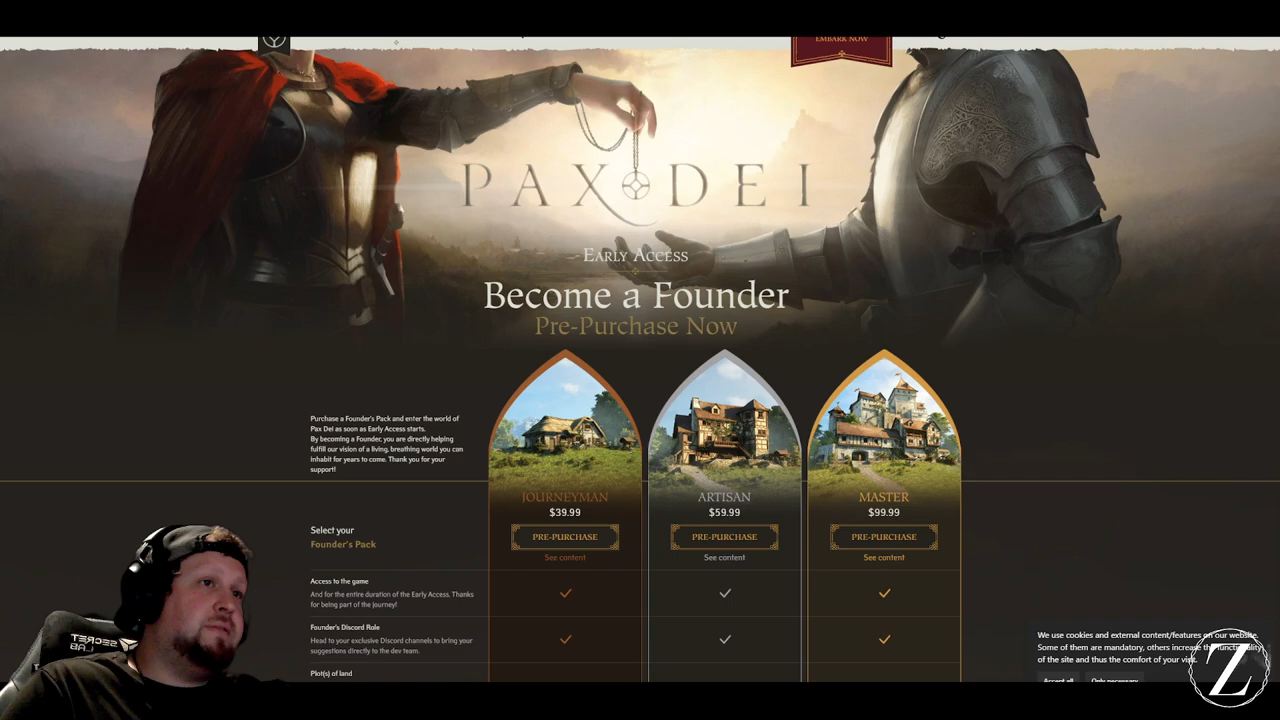 EMBARK NOW
PAX DEI
Early Access
Become a Founder
Pre-Purchase Now
Purchase a Founder's Pack and enter the world of
Pax Dei as soon as Early Access starts.
By becoming a Founder, you are directly helping
fulfill our vision of a living, breathing world you can
inhabit for years to come. Thank you for your
support!
JOURNEYMAN
$39.99
PRE-PURCHASE
See content
ARTISAN
$59.99
PRE-PURCHASE
See content
MASTER
$99.99
PRE-PURCHASE
See content
Select your
Founder's Pack
Access to the game
And for the entire duration of the Early Access. Thanks
for being part of the journey!
Founder's Discord Role
Head to your exclusive Discord channels to bring your
suggestions directly to the dev team.
Plot(s) of land
SECRET
LAB
We use cookies and external content/features on our website.
Some of them are mandatory, others increase the functionality
of the site and thus the comfort of your visit.
Accept all
Only necessary
Z